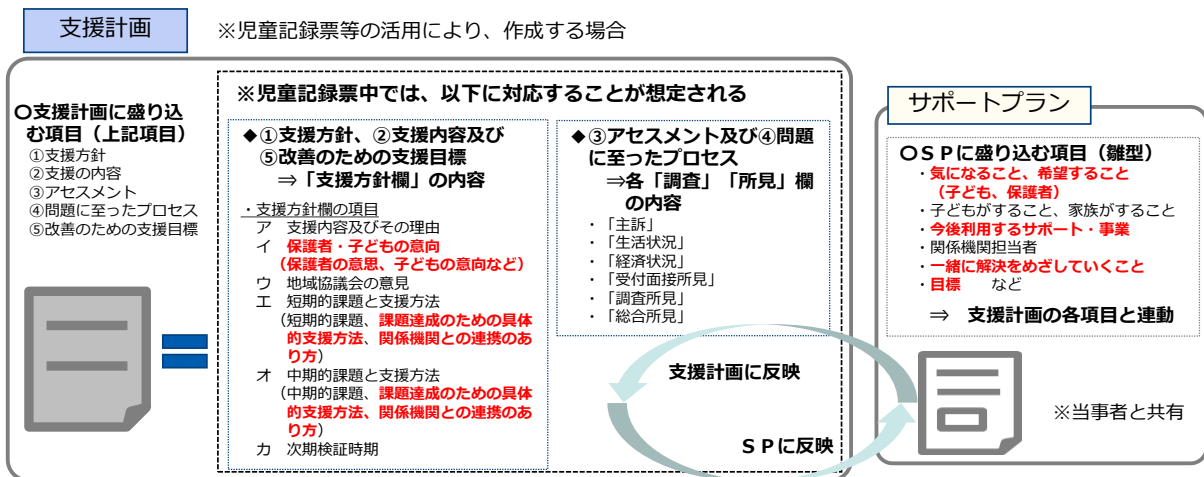 支援計画
※児童記録票等の活用により、作成する場合
〇支援計画に盛り込
む項目（上記項目）
①支援方針
②支援の内容
③アセスメント
④問題に至ったプロセス
⑤改善のための支援目標
※児童記録票中では、以下に対応することが想定される
◆①支援方針、②支援内容及び
⑤改善のための支援目標
⇒「支援方針欄」の内容
・支援方針欄の項目
ア　支援内容及びその理由
イ　保護者・子どもの意向
（保護者の意思、子どもの意向など）
ウ　地域協議会の意見
エ　短期的課題と支援方法
（短期的課題、課題達成のための具体
的支援方法、関係機関との連携のあ
り方）
オ　中期的課題と支援方法
（中期的課題、課題達成のための具体
的支援方法、関係機関との連携のあ
り方）
カ　次期検証時期
◆③アセスメント及び④問題
に至ったプロセス
⇒各「調査」「所見」欄
の内容
・「主訴」
・「生活状況」
・「経済状況」
・「受付面接所見」
・「調査所見」
・「総合所見」
支援計画に反映
ＳＰに反映
サポートプラン
〇ＳＰに盛り込む項目（雛型）
・気になること、希望すること
（子ども、保護者）
・子どもがすること、家族がすること
・今後利用するサポート・事業
・関係機関担当者
・一緒に解決をめざしていくこと
・目標　　など
⇒　支援計画の各項目と連動
※当事者と共有